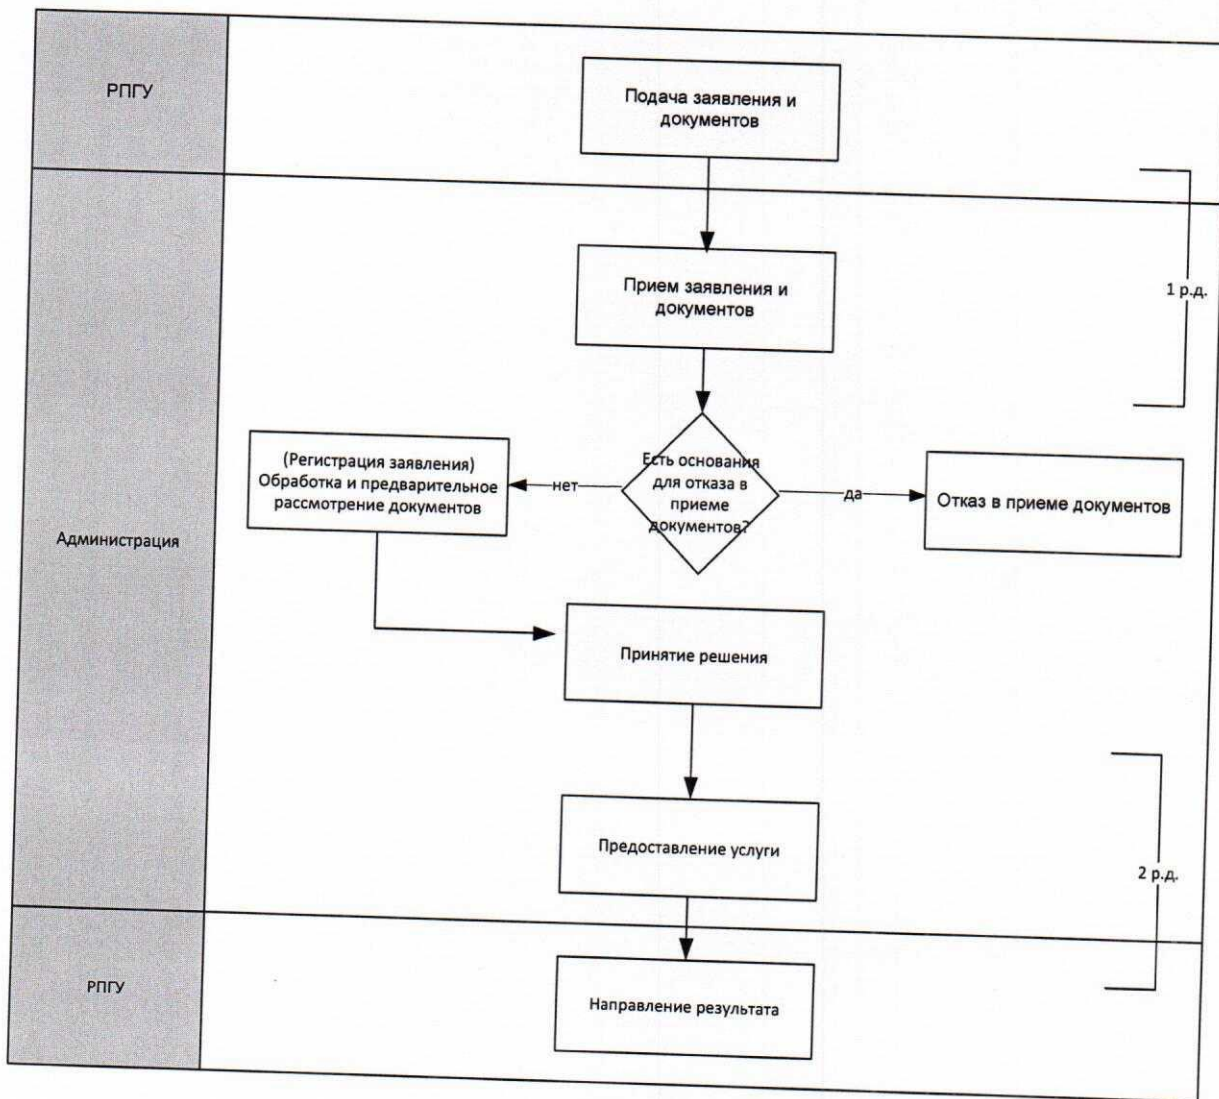 РПГУ
Подача заявления и
документов
Прием заявления и
документов
1 р.д.
Администрация
(Регистрация заявления)
Обработка и предварительное
рассмотрение документов
нет
Есть основания
для отказа в
приеме
документов?
да
Отказ в приеме документов
Принятие решения
Предоставление услуги
2 р.д.
РПГУ
Направление результата